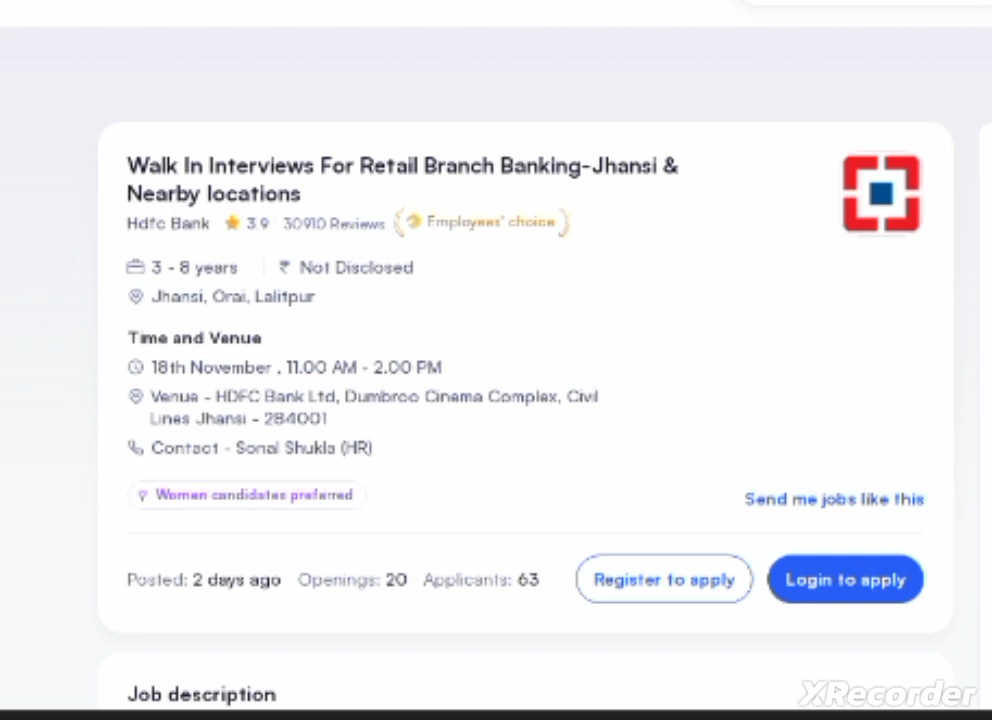 Walk In Interviews For Retail Branch Banking-Jhansi &
Nearby locations
Hdfc Bank 3.9 30910 Reviews Employees' choice
3 - 8 years ₹ Not Disclosed
Jhansi, Orai, Lalitpur
Time and Venue
18th November , 11.00 AM - 2.00 PM
Venue - HDFC Bank Ltd, Dumbroo Cinema Complex, Civil
Lines Jhansi - 284001
Contact - Sonal Shukla (HR)
Women candidates preferred
Send me jobs like this
Posted: 2 days ago Openings: 20 Applicants: 63 Register to apply Login to apply
Job description
XRecorder